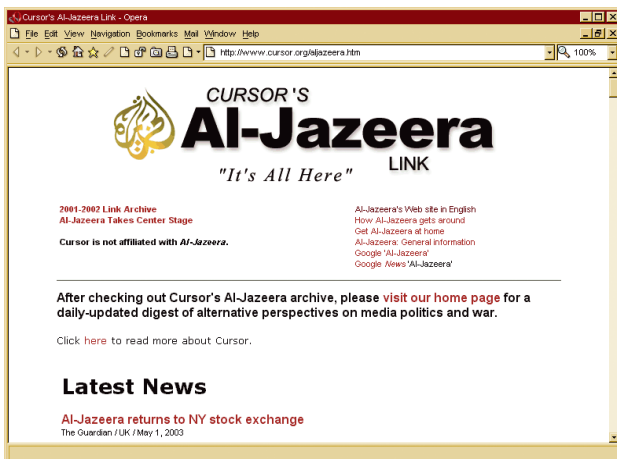 Cursor's Al-Jazeera Link - Opera
File Edit View Navigation Bookmarks Mail Window Help
http://www.cursor.org/aljazeera.htm
100%
CURSOR'S
Al-Jazeera
LINK
"It's All Here"
2001-2002 Link Archive
Al-Jazeera Takes Center Stage
Cursor is not affiliated with Al-Jazeera.
Al-Jazeera's Web site in English
How Al-Jazeera gets around
Get Al-Jazeera at home
Al-Jazeera: General information
Google 'Al-Jazeera'
Google News 'Al-Jazeera'
After checking out Cursor's Al-Jazeera archive, please visit our home page for a
daily-updated digest of alternative perspectives on media politics and war.
Click here to read more about Cursor.
Latest News
Al-Jazeera returns to NY stock exchange
The Guardian / UK / May 1, 2003